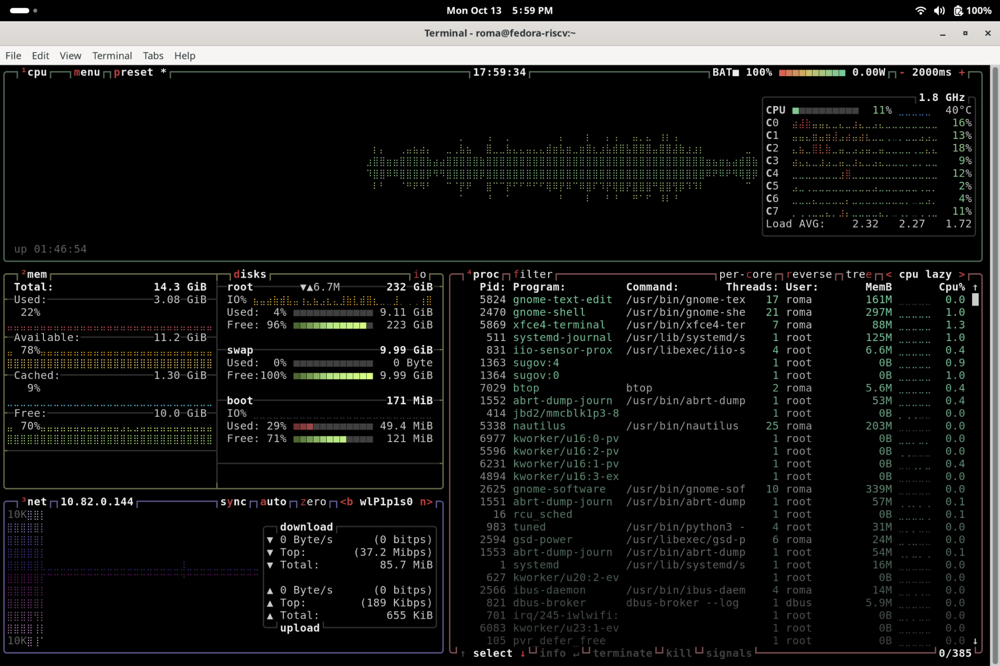 Mon Oct 13 5:59 PM 100%
Terminal - roma@fedora-riscv:~
File Edit View Terminal Tabs Help
¹cpu menu preset * 17:59:34 BAT■ 100% 0.00W - 2000ms +
1.8 GHz
CPU 11% 40°C
C0 16%
C1 13%
C2 18%
C3 9%
C4 12%
C5 2%
C6 4%
C7 11%
Load AVG: 2.32 2.27 1.72
up 01:46:54
²mem
Total: 14.3 GiB
Used: 3.08 GiB
22%
Available: 11.2 GiB
78%
Cached: 1.30 GiB
9%
Free: 10.0 GiB
70%
disks io
root ▼▲6.7M 232 GiB
IO%
Used: 4% 9.11 GiB
Free: 96% 223 GiB
swap 9.99 GiB
Used: 0% 0 Byte
Free:100% 9.99 GiB
boot 171 MiB
IO%
Used: 29% 49.4 MiB
Free: 71% 121 MiB
³net 10.82.0.144 sync auto zero <b wlP1p1s0 n>
10K
download
▼ 0 Byte/s (0 bitps)
▼ Top: (37.2 Mibps)
▼ Total: 85.7 MiB
▲ 0 Byte/s (0 bitps)
▲ Top: (189 Kibps)
▲ Total: 655 KiB
upload
10K
⁴proc filter per-core reverse tree < cpu lazy >
Pid: Program: Command: Threads: User: MemB Cpu% ↑
5824 gnome-text-edit /usr/bin/gnome-tex 17 roma 161M 0.0
2470 gnome-shell /usr/bin/gnome-she 21 roma 297M 1.0
5869 xfce4-terminal /usr/bin/xfce4-ter 7 roma 88M 1.3
511 systemd-journal /usr/lib/systemd/s 1 root 125M 1.0
831 iio-sensor-prox /usr/libexec/iio-s 4 root 6.6M 0.4
1363 sugov:4 1 root 0B 0.9
1364 sugov:0 1 root 0B 1.0
7029 btop btop 2 roma 5.6M 0.4
1552 abrt-dump-journ /usr/bin/abrt-dump 1 root 53M 0.4
414 jbd2/mmcblk1p3-8 1 root 0B 0.0
5338 nautilus /usr/bin/nautilus 25 roma 203M 0.0
6977 kworker/u16:0-pv 1 root 0B 0.0
5596 kworker/u16:2-pv 1 root 0B 0.0
6231 kworker/u16:1-pv 1 root 0B 0.4
4894 kworker/u16:3-ex 1 root 0B 0.0
2625 gnome-software /usr/bin/gnome-sof 10 roma 339M 0.0
1551 abrt-dump-journ /usr/bin/abrt-dump 1 root 57M 0.1
16 rcu_sched 1 root 0B 0.1
983 tuned /usr/bin/python3 - 4 root 31M 0.0
2594 gsd-power /usr/libexec/gsd-p 6 roma 24M 0.0
1553 abrt-dump-journ /usr/bin/abrt-dump 1 root 54M 0.1
1 systemd /usr/lib/systemd/s 1 root 16M 0.0
627 kworker/u20:2-ev 1 root 0B 0.0
2566 ibus-daemon /usr/bin/ibus-daem 4 roma 14M 0.0
821 dbus-broker dbus-broker --log 1 dbus 5.9M 0.0
701 irq/245-iwlwifi: 1 root 0B 0.0
6083 kworker/u23:1-ev 1 root 0B 0.0
105 pvr_defer_free 1 root 0B 0.0 ↓
↑ select ↓ info ↵ terminate kill signals 0/385